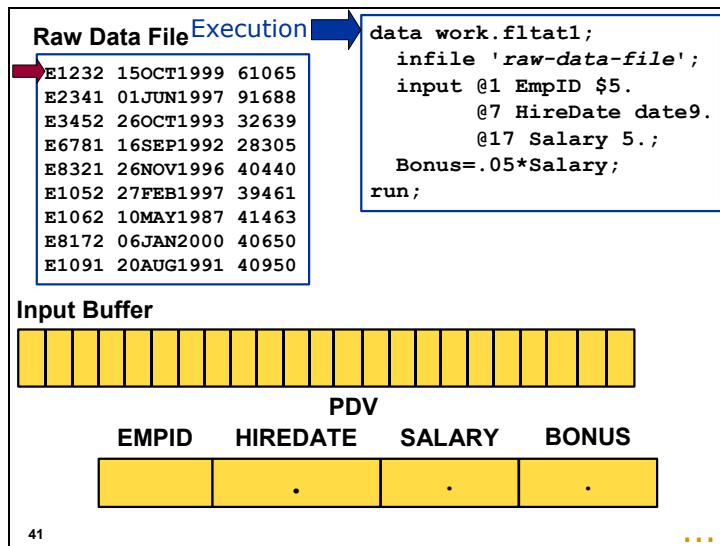 Raw Data File
Execution
E1232 15OCT1999 61065
E2341 01JUN1997 91688
E3452 26OCT1993 32639
E6781 16SEP1992 28305
E8321 26NOV1996 40440
E1052 27FEB1997 39461
E1062 10MAY1987 41463
E8172 06JAN2000 40650
E1091 20AUG1991 40950
data work.fltat1;
infile 'raw-data-file';
input @1 EmpID $5.
@7 HireDate date9.
@17 Salary 5.;
Bonus=.05*Salary;
run;
Input Buffer
PDV
EMPID HIREDATE SALARY BONUS
. . .
41
...